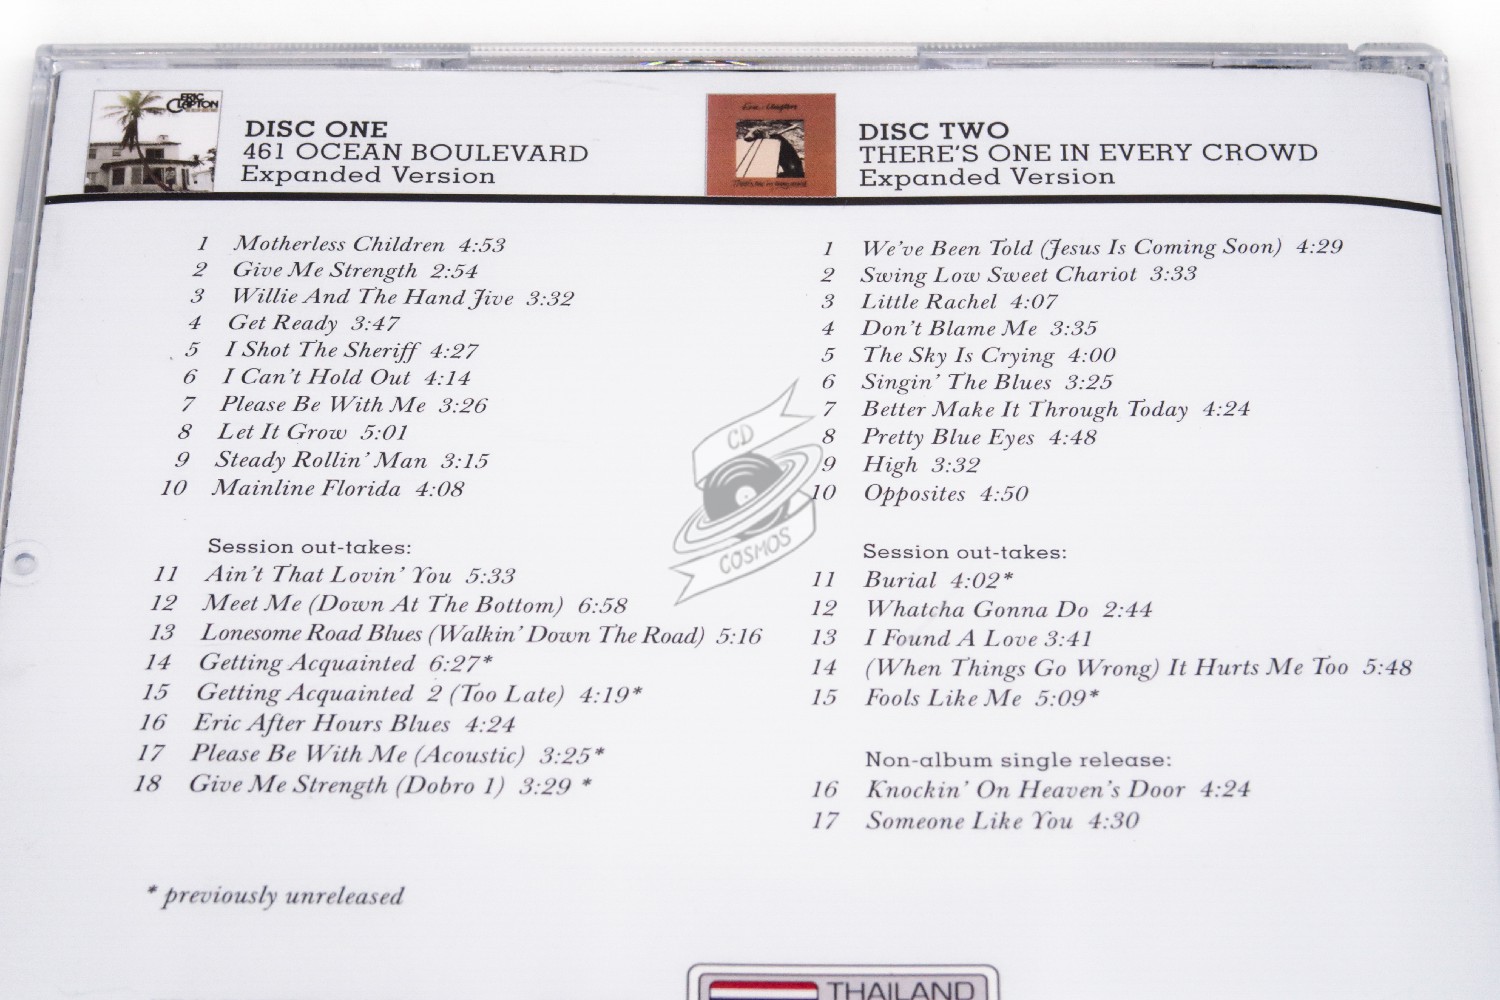 ERIC CLAPTON
DISC ONE
461 OCEAN BOULEVARD
Expanded Version
1 Motherless Children 4:53
2 Give Me Strength 2:54
3 Willie And The Hand Jive 3:32
4 Get Ready 3:47
5 I Shot The Sheriff 4:27
6 I Can't Hold Out 4:14
7 Please Be With Me 3:26
8 Let It Grow 5:01
9 Steady Rollin' Man 3:15
10 Mainline Florida 4:08
Session out-takes:
11 Ain't That Lovin' You 5:33
12 Meet Me (Down At The Bottom) 6:58
13 Lonesome Road Blues (Walkin' Down The Road) 5:16
14 Getting Acquainted 6:27*
15 Getting Acquainted 2 (Too Late) 4:19*
16 Eric After Hours Blues 4:24
17 Please Be With Me (Acoustic) 3:25*
18 Give Me Strength (Dobro 1) 3:29 *
* previously unreleased
Eric Clapton
There's one in every crowd
DISC TWO
THERE'S ONE IN EVERY CROWD
Expanded Version
1 We've Been Told (Jesus Is Coming Soon) 4:29
2 Swing Low Sweet Chariot 3:33
3 Little Rachel 4:07
4 Don't Blame Me 3:35
5 The Sky Is Crying 4:00
6 Singin' The Blues 3:25
7 Better Make It Through Today 4:24
8 Pretty Blue Eyes 4:48
9 High 3:32
10 Opposites 4:50
Session out-takes:
11 Burial 4:02*
12 Whatcha Gonna Do 2:44
13 I Found A Love 3:41
14 (When Things Go Wrong) It Hurts Me Too 5:48
15 Fools Like Me 5:09*
Non-album single release:
16 Knockin' On Heaven's Door 4:24
17 Someone Like You 4:30
CD
COSMOS
THAILAND